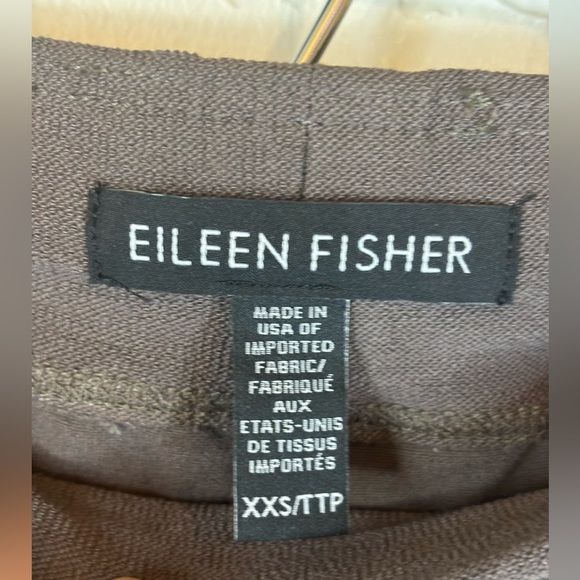 EILEEN FISHER
MADE IN
USA OF
IMPORTED
FABRIC/
FABRIQUÉ
AUX
ETATS-UNIS
DE TISSUS
IMPORTÉS
XXS/TTP